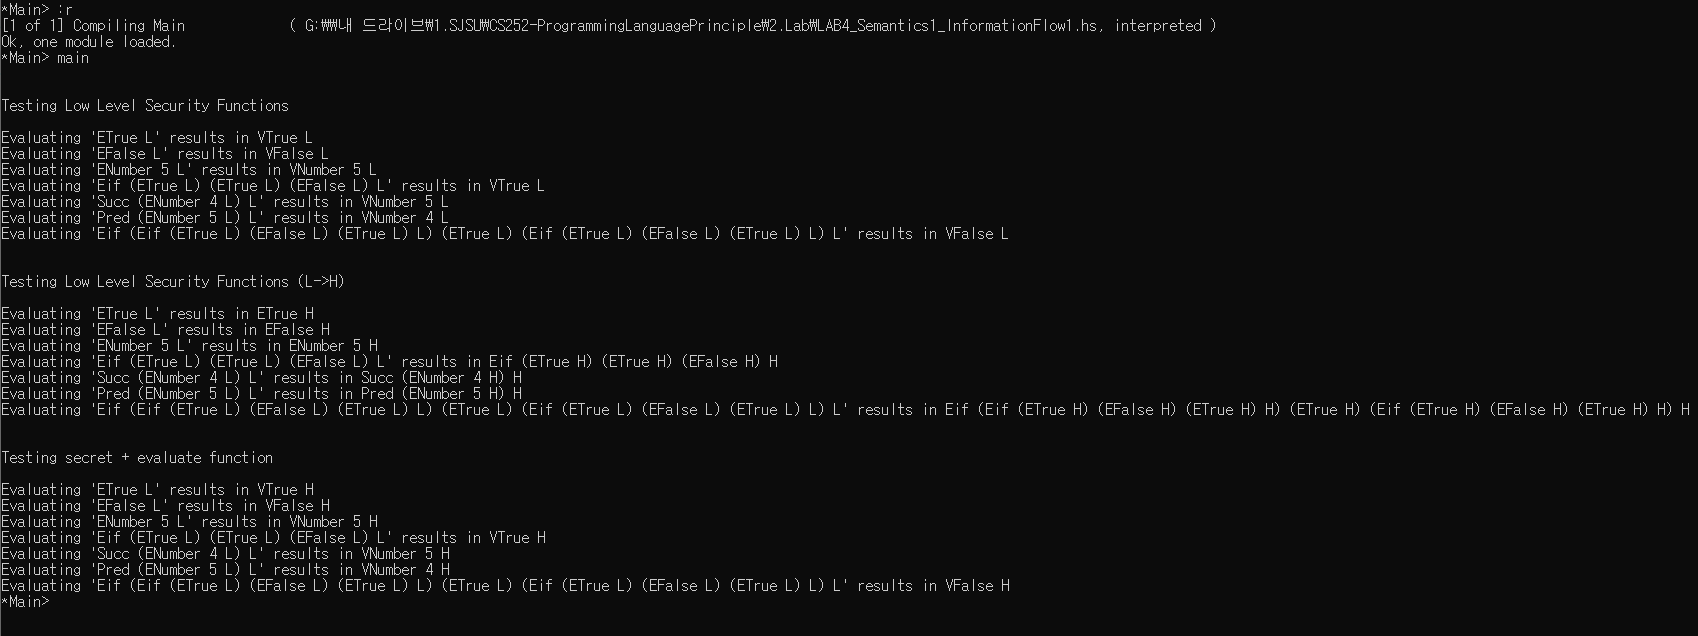 *Main> :r
[1 of 1] Compiling Main             ( G:₩₩내 드라이브₩1.SJSU₩CS252-ProgrammingLanguagePrinciple₩2.Lab₩LAB4_Semantics1_InformationFlow1.hs, interpreted )
Ok, one module loaded.
*Main> main
Testing Low Level Security Functions
Evaluating 'ETrue L' results in VTrue L
Evaluating 'EFalse L' results in VFalse L
Evaluating 'ENumber 5 L' results in VNumber 5 L
Evaluating 'Eif (ETrue L) (ETrue L) (EFalse L) L' results in VTrue L
Evaluating 'Succ (ENumber 4 L) L' results in VNumber 5 L
Evaluating 'Pred (ENumber 5 L) L' results in VNumber 4 L
Evaluating 'Eif (Eif (ETrue L) (EFalse L) (ETrue L) L) (ETrue L) (Eif (ETrue L) (EFalse L) (ETrue L) L) L' results in VFalse L
Testing Low Level Security Functions (L->H)
Evaluating 'ETrue L' results in ETrue H
Evaluating 'EFalse L' results in EFalse H
Evaluating 'ENumber 5 L' results in ENumber 5 H
Evaluating 'Eif (ETrue L) (ETrue L) (EFalse L) L' results in Eif (ETrue H) (ETrue H) (EFalse H) H
Evaluating 'Succ (ENumber 4 L) L' results in Succ (ENumber 4 H) H
Evaluating 'Pred (ENumber 5 L) L' results in Pred (ENumber 5 H) H
Evaluating 'Eif (Eif (ETrue L) (EFalse L) (ETrue L) L) (ETrue L) (Eif (ETrue L) (EFalse L) (ETrue L) L) L' results in Eif (Eif (ETrue H) (EFalse H) (ETrue H) H) (ETrue H) (Eif (ETrue H) (EFalse H) (ETrue H) H) H
Testing secret + evaluate function
Evaluating 'ETrue L' results in VTrue H
Evaluating 'EFalse L' results in VFalse H
Evaluating 'ENumber 5 L' results in VNumber 5 H
Evaluating 'Eif (ETrue L) (ETrue L) (EFalse L) L' results in VTrue H
Evaluating 'Succ (ENumber 4 L) L' results in VNumber 5 H
Evaluating 'Pred (ENumber 5 L) L' results in VNumber 4 H
Evaluating 'Eif (Eif (ETrue L) (EFalse L) (ETrue L) L) (ETrue L) (Eif (ETrue L) (EFalse L) (ETrue L) L) L' results in VFalse H
*Main>